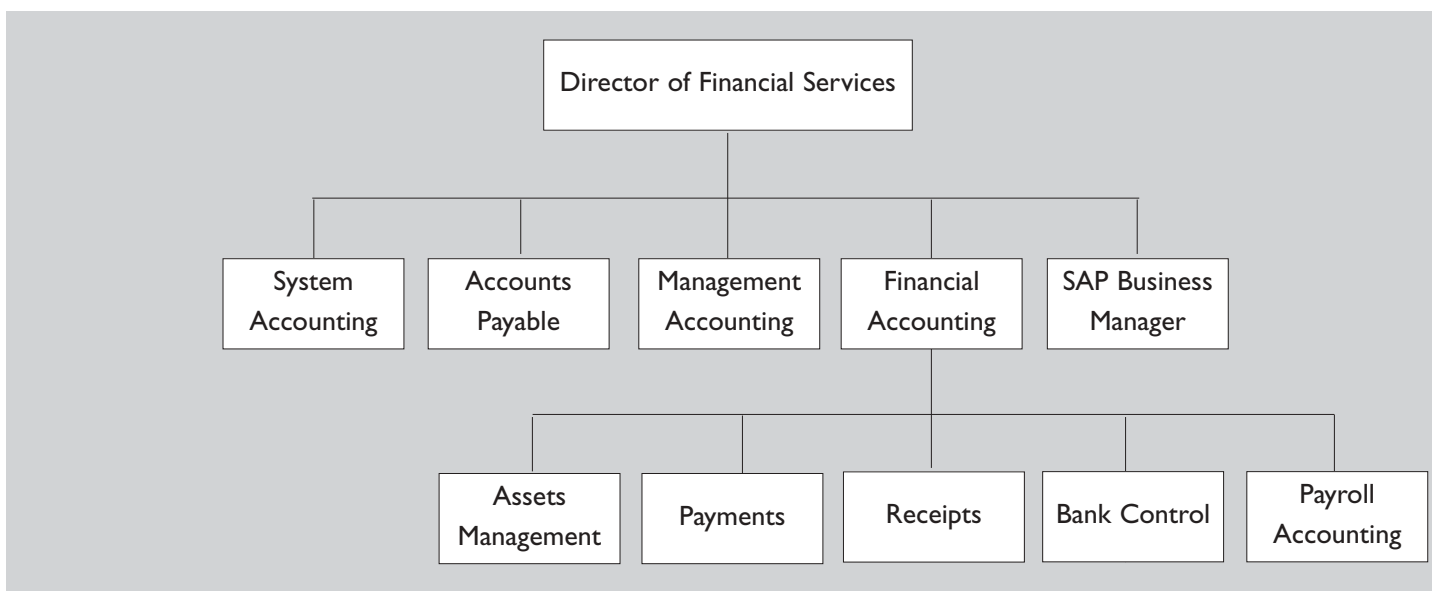 Director of Financial Services
System
Accounting
Accounts
Payable
Management
Accounting
Financial
Accounting
SAP Business
Manager
Assets
Management
Payments
Receipts
Bank Control
Payroll
Accounting